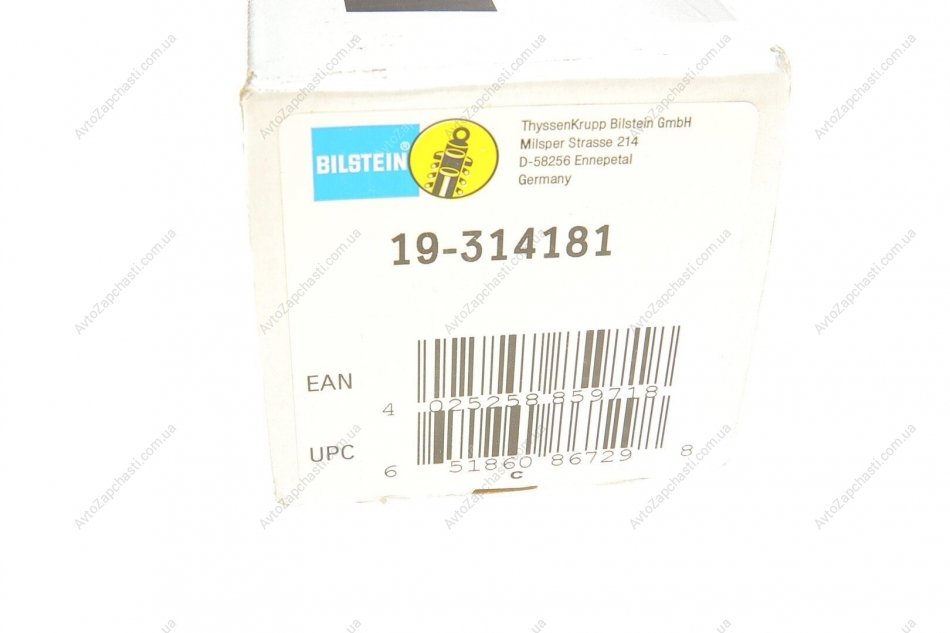 BILSTEIN®
ThyssenKrupp Bilstein GmbH
Milsper Strasse 214
D-58256 Ennepetal
Germany
19-314181
EAN
4 025258 859718
UPC
6 51860 86729 8
C
AvtoZapchasti.com.ua